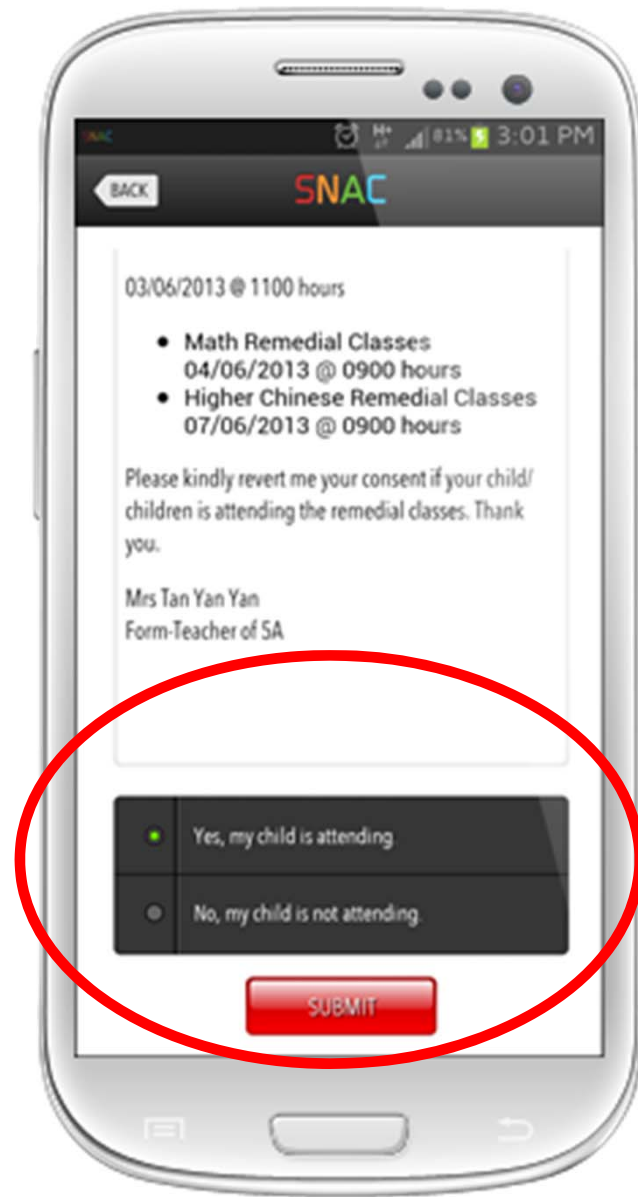 SNAC
H+ 81% 3:01 PM
BACK
SNAC
03/06/2013 @ 1100 hours
• Math Remedial Classes
04/06/2013 @ 0900 hours
• Higher Chinese Remedial Classes
07/06/2013 @ 0900 hours
Please kindly revert me your consent if your child/
children is attending the remedial classes. Thank
you.
Mrs Tan Yan Yan
Form-Teacher of 5A
Yes, my child is attending.
No, my child is not attending.
SUBMIT